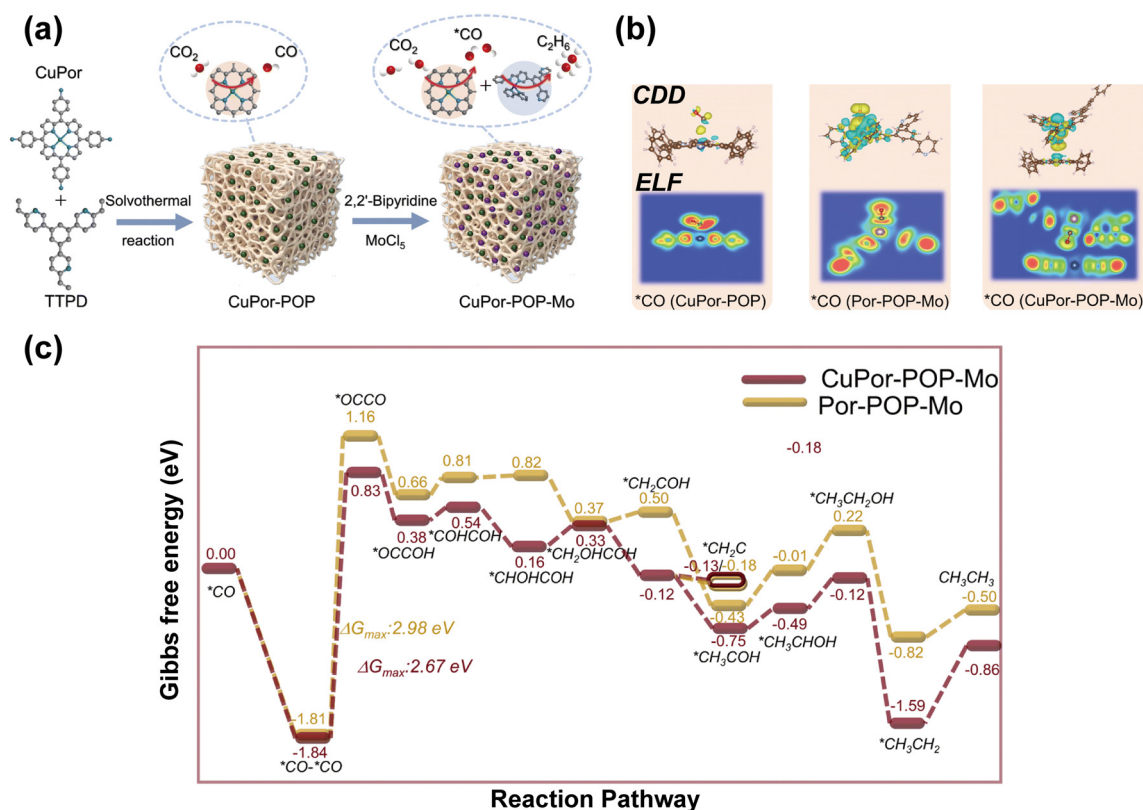 (a)
CuPor
+
TTPD
Solvothermal
reaction
CO2
CO
CuPor-POP
2,2'-Bipyridine
MoCl5
CO2
*CO
C2H6
+
CuPor-POP-Mo
(b)
CDD
ELF
*CO (CuPor-POP)
*CO (Por-POP-Mo)
*CO (CuPor-POP-Mo)
(c)
Gibbs free energy (eV)
CuPor-POP-Mo
Por-POP-Mo
-0.18
0.00
*CO
-1.81
-1.84
*CO-*CO
ΔGmax:2.98 eV
ΔGmax:2.67 eV
*OCCO
1.16
0.83
0.66
0.38
*OCCOH
0.81
0.54
*COHCOH
0.82
0.16
*CHOHCOH
0.37
0.33
*CH2OHCOH
*CH2COH
0.50
-0.12
*CH2C
-0.13/-0.18
-0.43
-0.75
*CH3COH
-0.01
-0.49
*CH3CHOH
*CH3CH2OH
0.22
-0.12
-0.82
-1.59
*CH3CH2
CH3CH3
-0.50
-0.86
Reaction Pathway